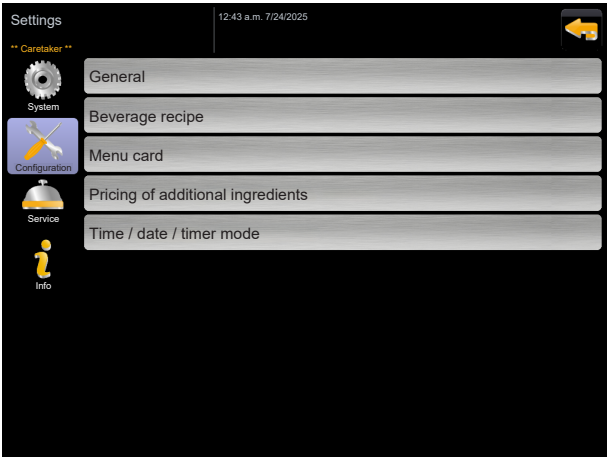 Settings
12:43 a.m. 7/24/2025
** Caretaker **
System
Configuration
Service
Info
General
Beverage recipe
Menu card
Pricing of additional ingredients
Time / date / timer mode